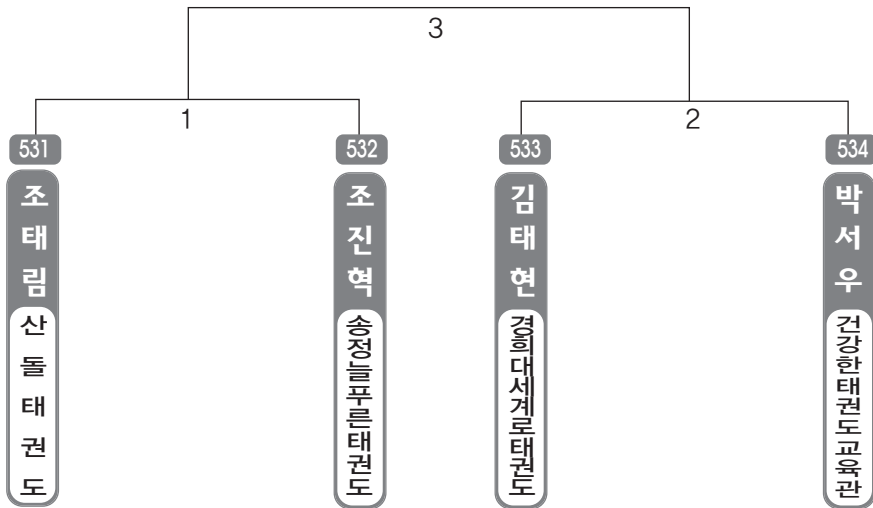 3
1
2
531
532
533
534
조태림
산돌태권도
조진혁
송정늘푸른태권도
김태현
경희대세계로태권도
박서우
건강한태권도교육관